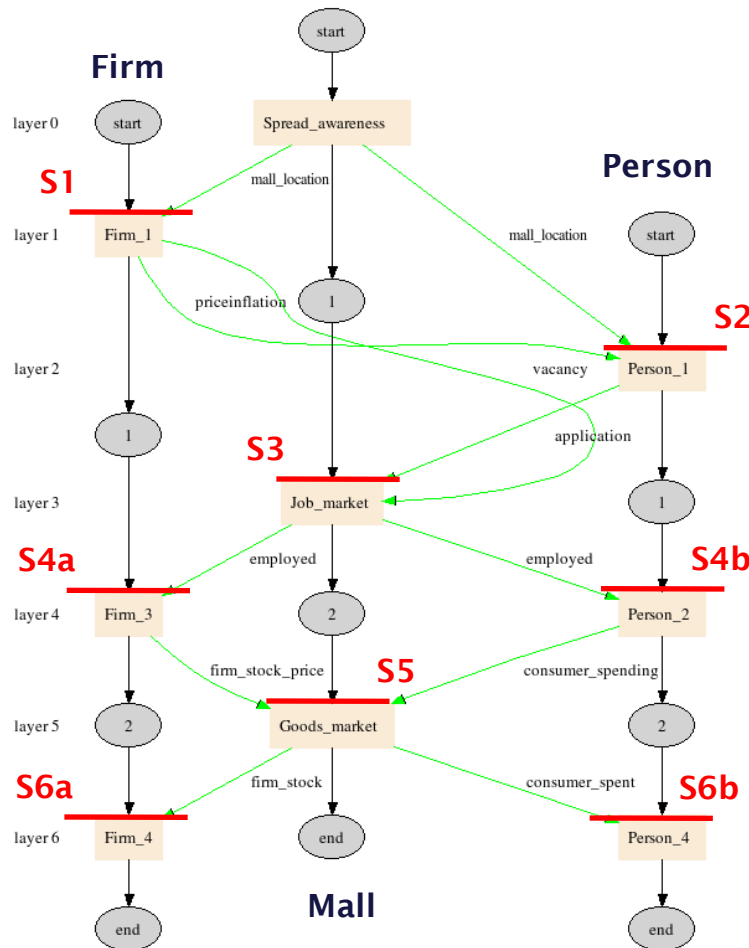 start
Firm
layer 0
start
Spread_awareness
S1
mall_location
Person
layer 1
Firm_1
mall_location
start
priceinflation
1
S2
layer 2
vacancy
Person_1
1
application
S3
layer 3
Job_market
1
S4a
employed
employed
S4b
layer 4
Firm_3
2
Person_2
firm_stock_price
S5
consumer_spending
layer 5
2
Goods_market
2
S6a
firm_stock
consumer_spent
S6b
layer 6
Firm_4
end
Person_4
Mall
end
end